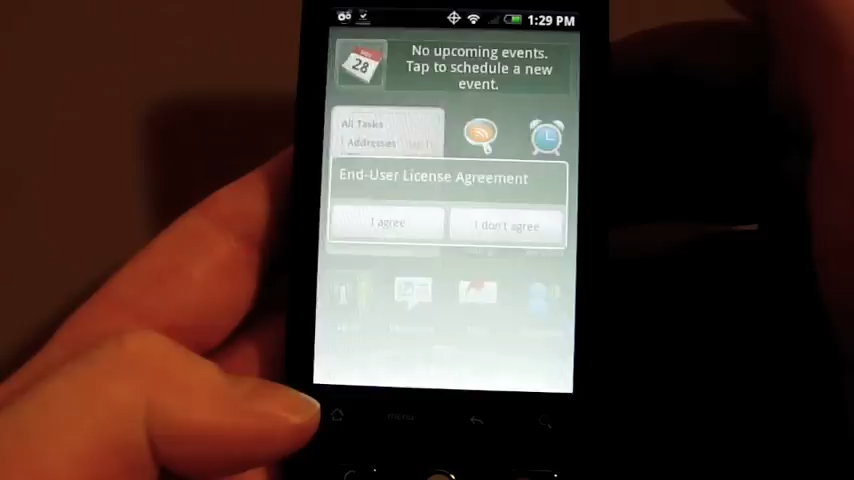 1:29 PM
28
No upcoming events.
Tap to schedule a new
event.
All Tasks
Addresses
End-User License Agreement
I agree
I don't agree
menu